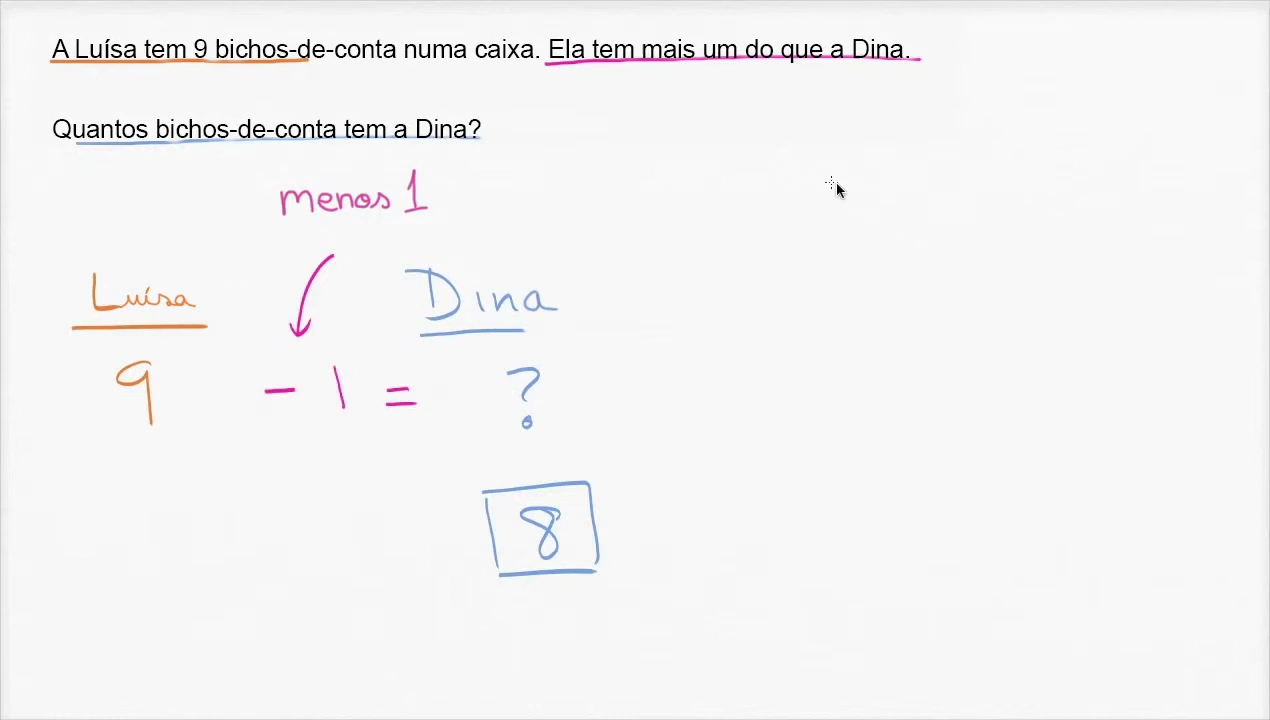 A Luísa tem 9 bichos-de-conta numa caixa. Ela tem mais um do que a Dina.
Quantos bichos-de-conta tem a Dina?
menos 1
Luísa Dina
9 - 1 = ?
8